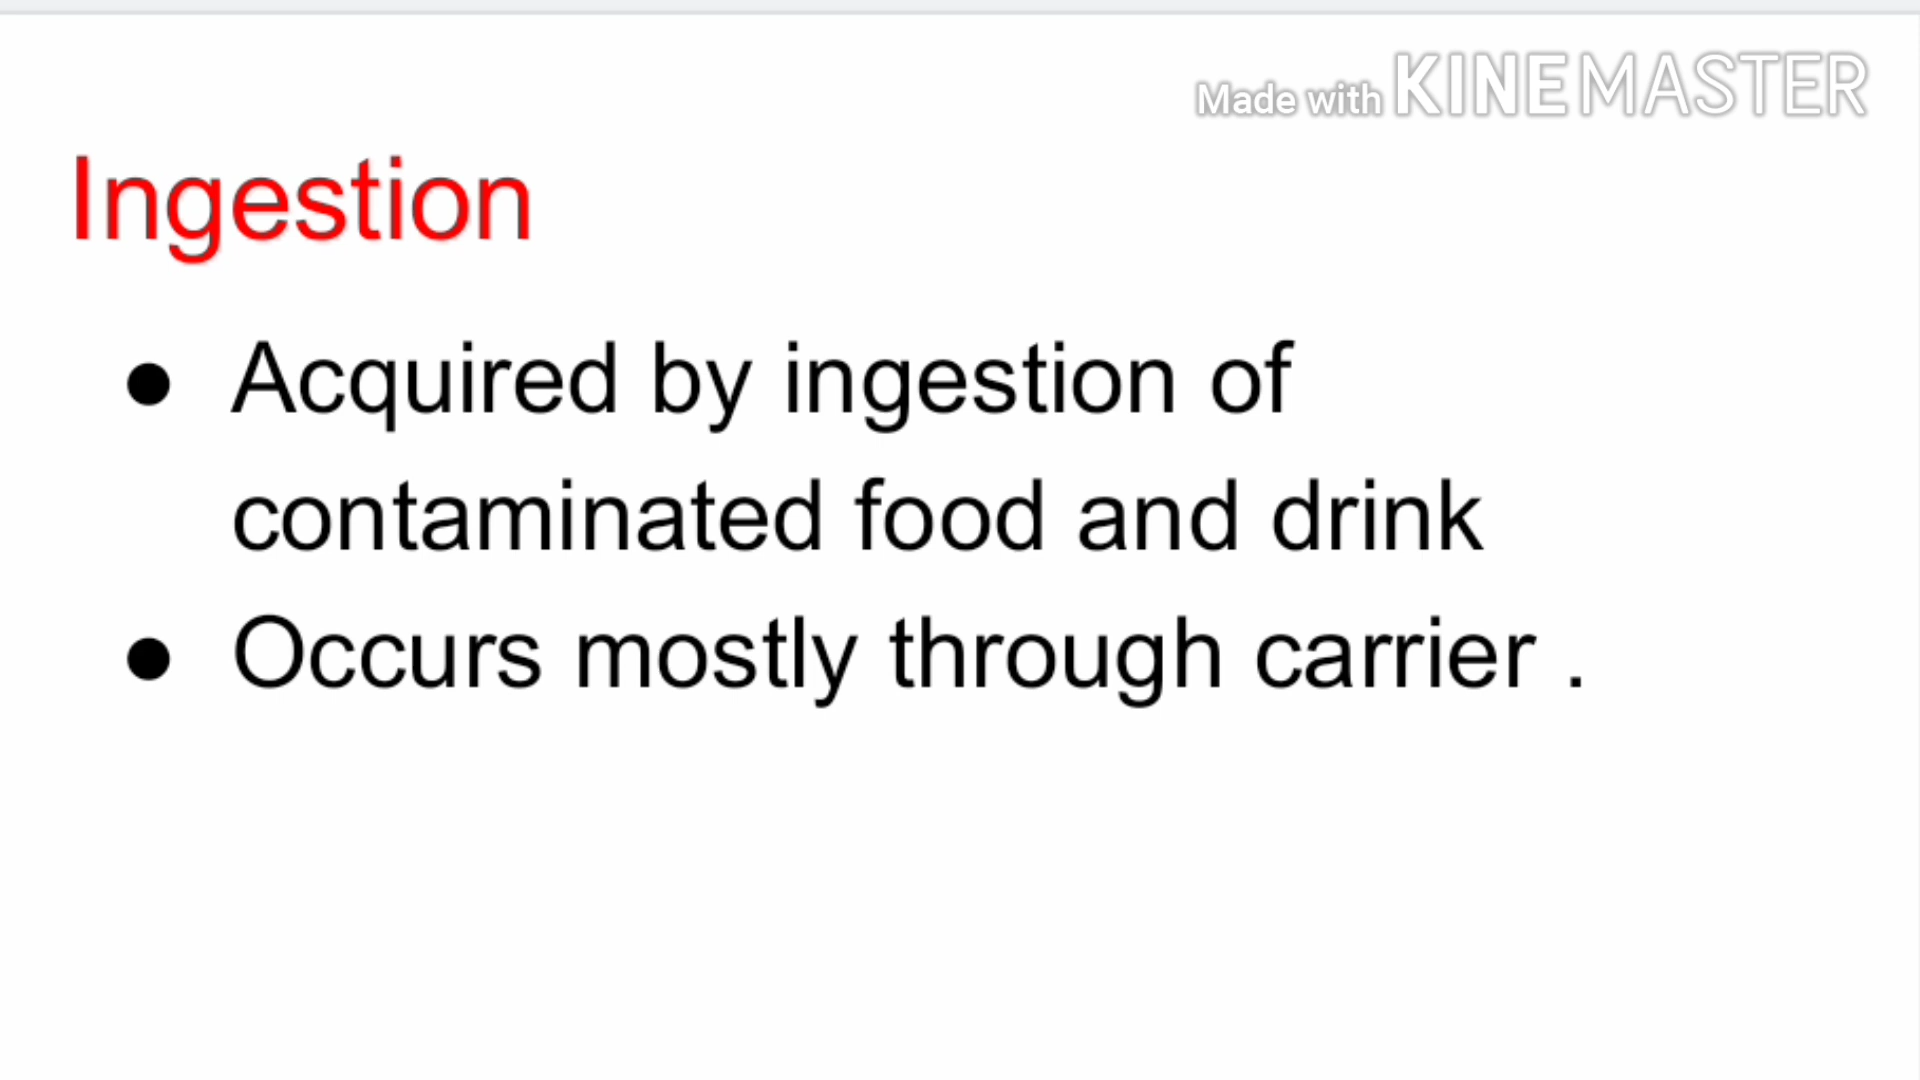 Made with KINEMASTER
Ingestion
● Acquired by ingestion of
contaminated food and drink
● Occurs mostly through carrier .